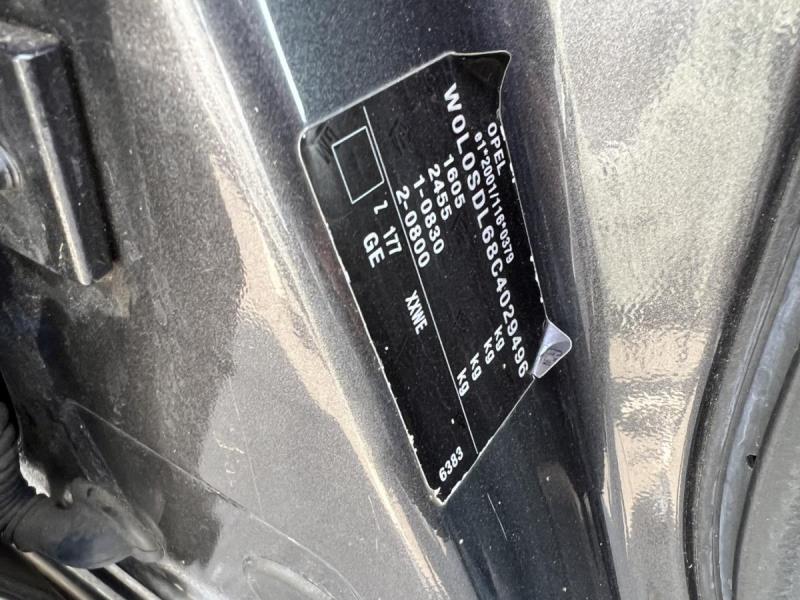 OPEL
e1*2001/116*0379
W0L0SDL68C4029496
1605 kg
2455 kg
1-0830 kg
2-0800 kg
Z 177 XXWE 6383
GE